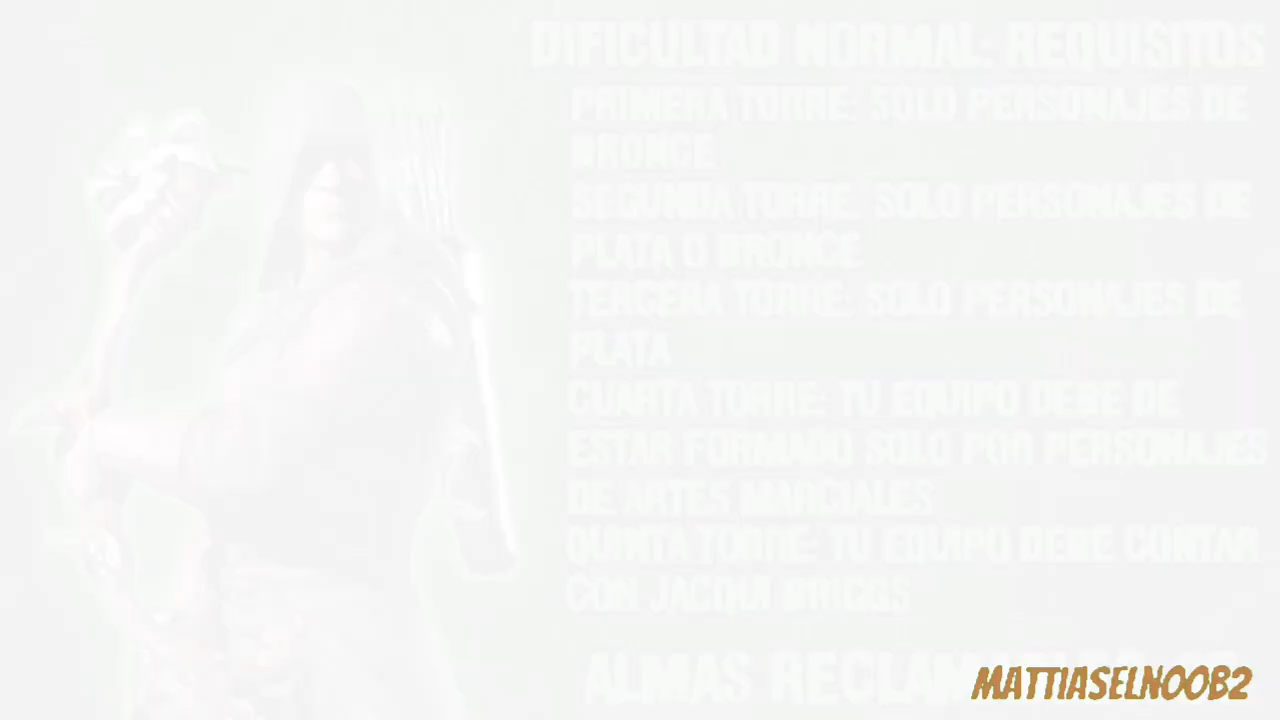 DIFICULTAD NORMAL: REQUISITOS
PRIMERA TORRE: SOLO PERSONAJES DE
BRONCE
SEGUNDA TORRE: SOLO PERSONAJES DE
PLATA O BRONCE
TERCERA TORRE: SOLO PERSONAJES DE
PLATA
CUARTA TORRE: TU EQUIPO DEBE DE
ESTAR FORMADO SOLO POR PERSONAJES
DE ARTES MARCIALES
QUINTA TORRE: TU EQUIPO DEBE CONTAR
CON JACQUI BRIGGS
ALMAS
MATTIASELNOOB2